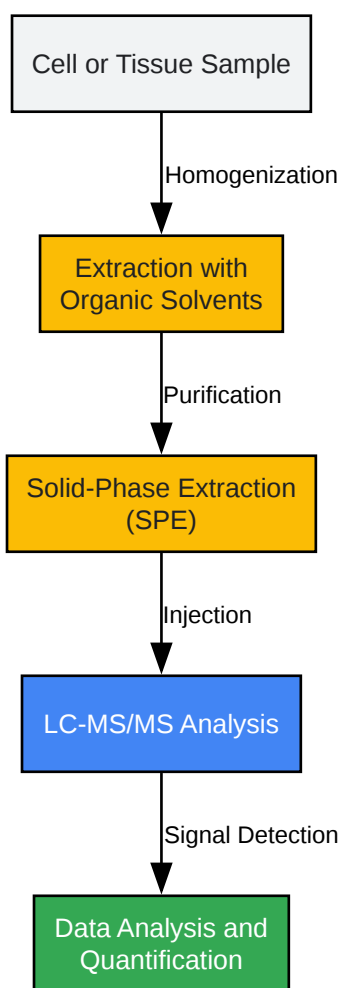 Cell or Tissue Sample
Homogenization
Extraction with
Organic Solvents
Purification
Solid-Phase Extraction
(SPE)
Injection
LC-MS/MS Analysis
Signal Detection
Data Analysis and
Quantification